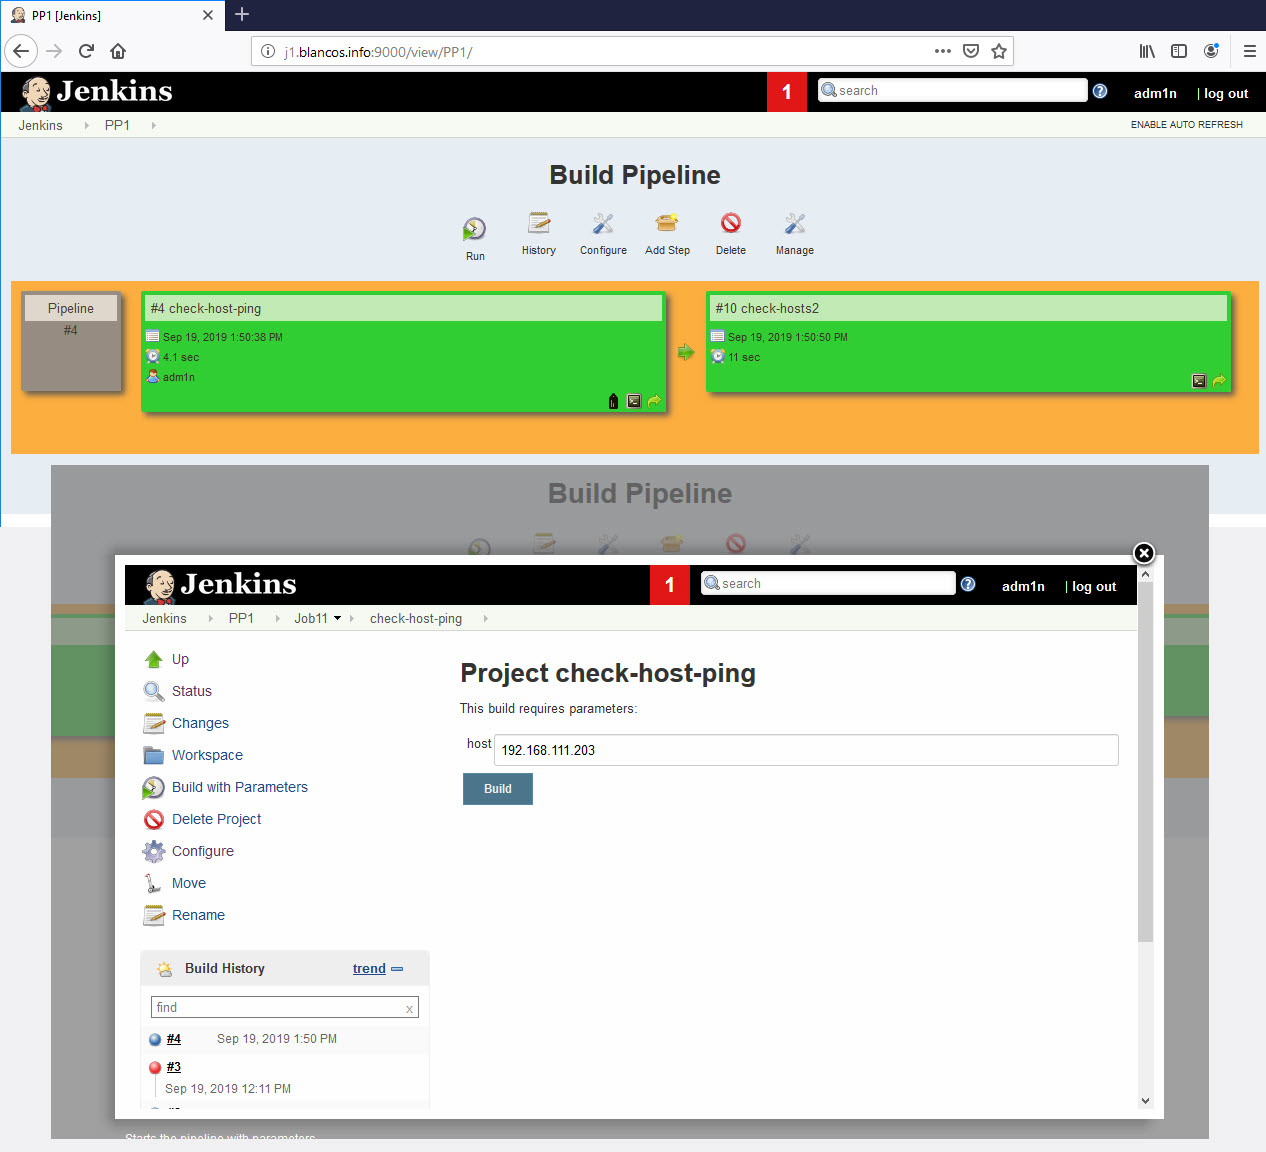 PP1 [Jenkins]
j1.blancos.info:9000/view/PP1/
Jenkins
1
search
adm1n
| log out
Jenkins
PP1
ENABLE AUTO REFRESH
Build Pipeline
Run
History
Configure
Add Step
Delete
Manage
Pipeline
#4
#4 check-host-ping
Sep 19, 2019 1:50:38 PM
4.1 sec
adm1n
#10 check-hosts2
Sep 19, 2019 1:50:50 PM
11 sec
Build Pipeline
Jenkins
1
search
adm1n
| log out
Jenkins
PP1
Job11
check-host-ping
Up
Status
Changes
Workspace
Build with Parameters
Delete Project
Configure
Move
Rename
Project check-host-ping
This build requires parameters:
host
192.168.111.203
Build
Build History
trend
find
x
#4
Sep 19, 2019 1:50 PM
#3
Sep 19, 2019 12:11 PM
Starts the pipeline with parameters